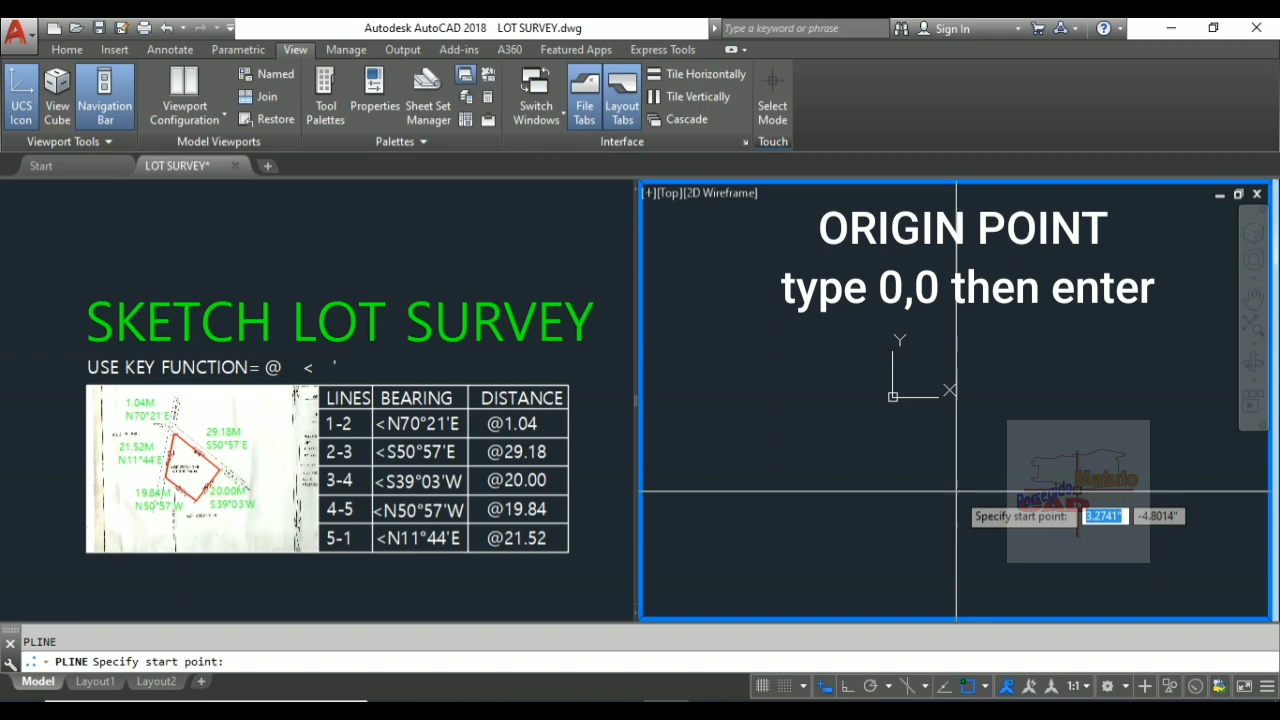 Autodesk AutoCAD 2018 LOT SURVEY.dwg
Type a keyword or phrase
Sign In
Home Insert Annotate Parametric View Manage Output Add-ins A360 Featured Apps Express Tools
UCS Icon
View Cube
Navigation Bar
Viewport Configuration
Named
Join
Restore
Tool Palettes
Properties
Sheet Set Manager
Switch Windows
File Tabs
Layout Tabs
Tile Horizontally
Tile Vertically
Cascade
Select Mode
Viewport Tools
Model Viewports
Palettes
Interface
Touch
Start
LOT SURVEY*
[+][Top][2D Wireframe]
ORIGIN POINT
type 0,0 then enter
Y
X
SKETCH LOT SURVEY
USE KEY FUNCTION= @ < '
1.04M
N70°21'E
29.18M
S50°57'E
21.52M
N11°44'E
19.84M
N50°57'W
20.00M
S39°03'W
LINES BEARING DISTANCE
1-2 <N70°21'E @1.04
2-3 <S50°57'E @29.18
3-4 <S39°03'W @20.00
4-5 <N50°57'W @19.84
5-1 <N11°44'E @21.52
Matuto
CAD
Specify start point: 3.2741" -4.8014"
PLINE
PLINE Specify start point:
Model Layout1 Layout2 +
1:1